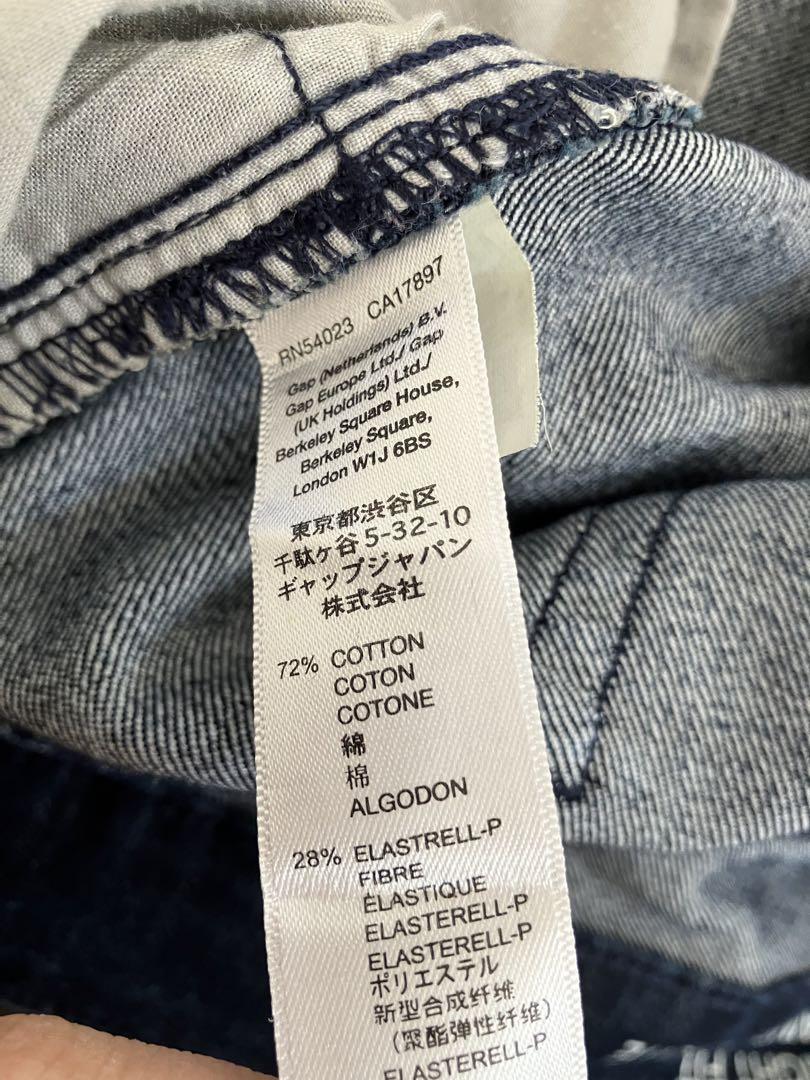 RN54023 CA17897
Gap (Netherlands) B.V.
Gap Europe Ltd./ Gap
(UK Holdings) Ltd./
Berkeley Square House,
Berkeley Square,
London W1J 6BS
東京都渋谷区
千駄ヶ谷5-32-10
ギャップジャパン
株式会社
72% COTTON
COTON
COTONE
綿
棉
ALGODON
28% ELASTRELL-P
FIBRE
ÉLASTIQUE
ELASTERELL-P
ELASTERELL-P
ポリエステル
新型合成纤维
（聚酯弹性纤维）
ELASTERELL-P